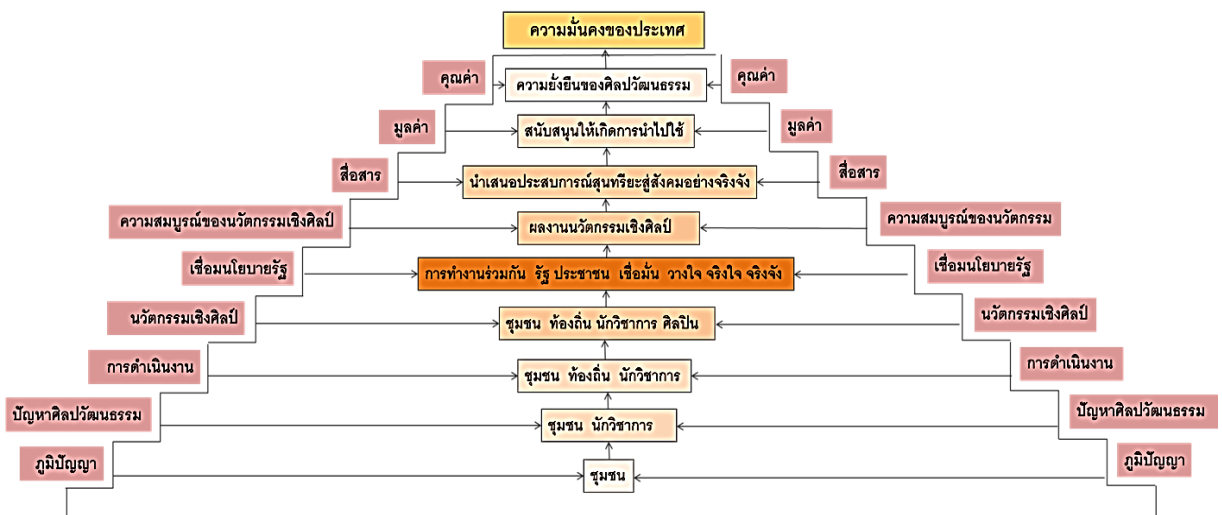 ความมั่นคงของประเทศ
คุณค่า
ความยั่งยืนของศิลปวัฒนธรรม
คุณค่า
มูลค่า
สนับสนุนให้เกิดการนำไปใช้
มูลค่า
สื่อสาร
นำเสนอประสบการณ์สุนทรียะสู่สังคมอย่างจริงจัง
สื่อสาร
ความสมบูรณ์ของนวัตกรรมเชิงศิลป์
ผลงานนวัตกรรมเชิงศิลป์
ความสมบูรณ์ของนวัตกรรม
เชื่อมนโยบายรัฐ
การทำงานร่วมกัน รัฐ ประชาชน เชื่อมั่น วางใจ จริงใจ จริงจัง
เชื่อมนโยบายรัฐ
นวัตกรรมเชิงศิลป์
ชุมชน ท้องถิ่น นักวิชาการ ศิลปิน
นวัตกรรมเชิงศิลป์
การดำเนินงาน
ชุมชน ท้องถิ่น นักวิชาการ
การดำเนินงาน
ปัญหาศิลปวัฒนธรรม
ชุมชน นักวิชาการ
ปัญหาศิลปวัฒนธรรม
ภูมิปัญญา
ชุมชน
ภูมิปัญญา